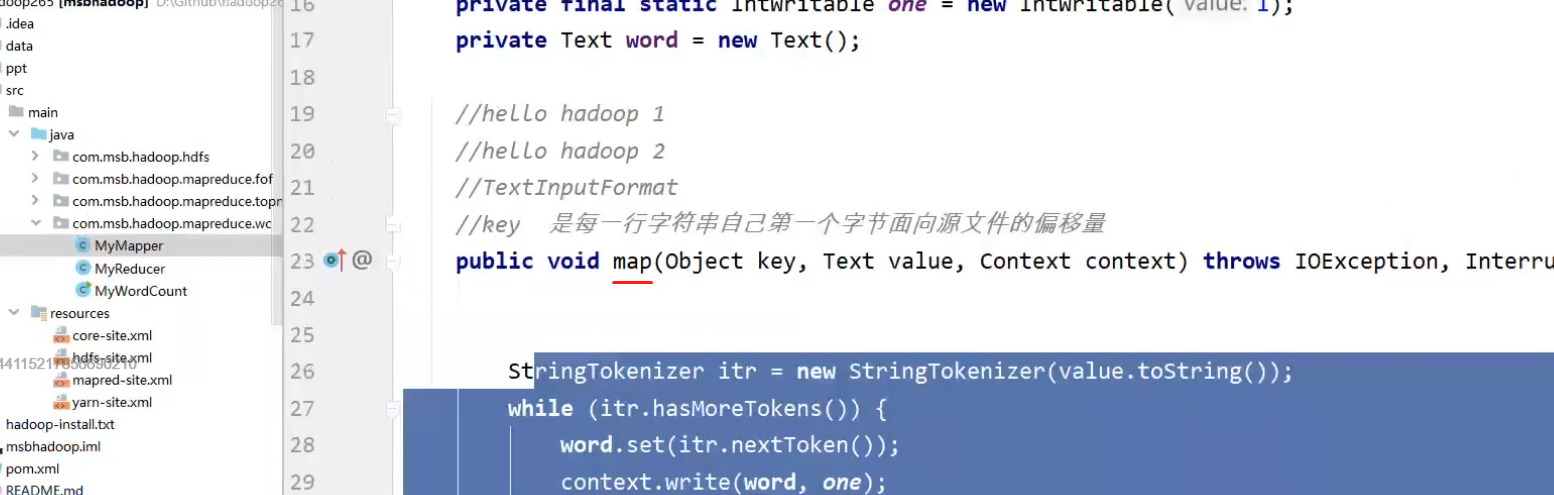 doop265 [msbhadoop] D:\Github\hadoop26
.idea
data
ppt
src
main
java
com.msb.hadoop.hdfs
com.msb.hadoop.mapreduce.fof
com.msb.hadoop.mapreduce.topn
com.msb.hadoop.mapreduce.wc
MyMapper
MyReducer
MyWordCount
resources
core-site.xml
hdfs-site.xml
mapred-site.xml
yarn-site.xml
hadoop-install.txt
msbhadoop.iml
pom.xml
README.md
16 private final static IntWritable one = new IntWritable( value: 1);
17 private Text word = new Text();
18
19 //hello hadoop 1
20 //hello hadoop 2
21 //TextInputFormat
22 //key 是每一行字符串自己第一个字节面向源文件的偏移量
23 @ public void map(Object key, Text value, Context context) throws IOException, Interru
24
25
26 StringTokenizer itr = new StringTokenizer(value.toString());
27 while (itr.hasMoreTokens()) {
28 word.set(itr.nextToken());
29 context.write(word, one);